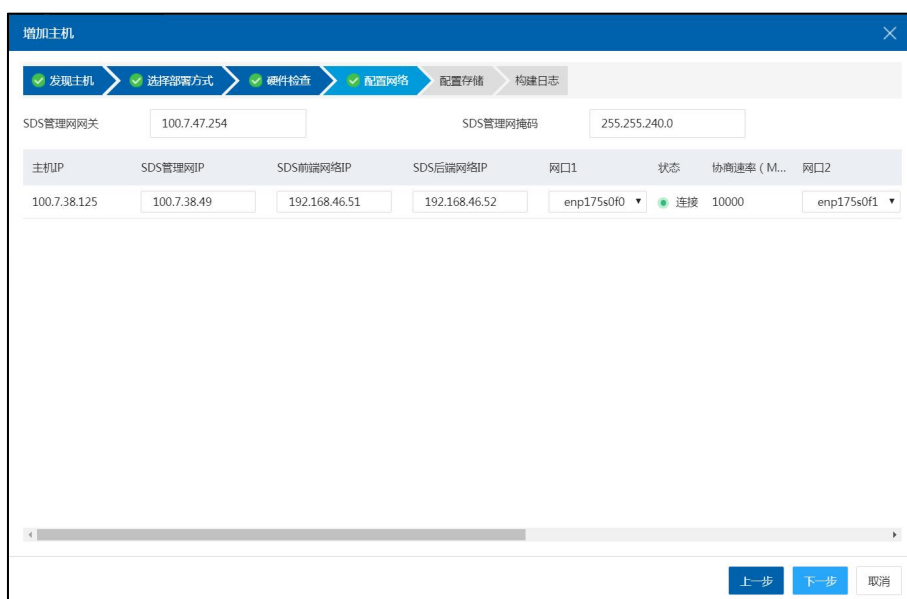 增加主机
发现主机 选择部署方式 硬件检查 配置网络 配置存储 构建日志
SDS管理网网关 100.7.47.254 SDS管理网掩码 255.255.240.0
主机IP SDS管理网IP SDS前端网络IP SDS后端网络IP 网口1 状态 协商速率 ( M... 网口2
100.7.38.125 100.7.38.49 192.168.46.51 192.168.46.52 enp175s0f0 连接 10000 enp175s0f1
上一步 下一步 取消